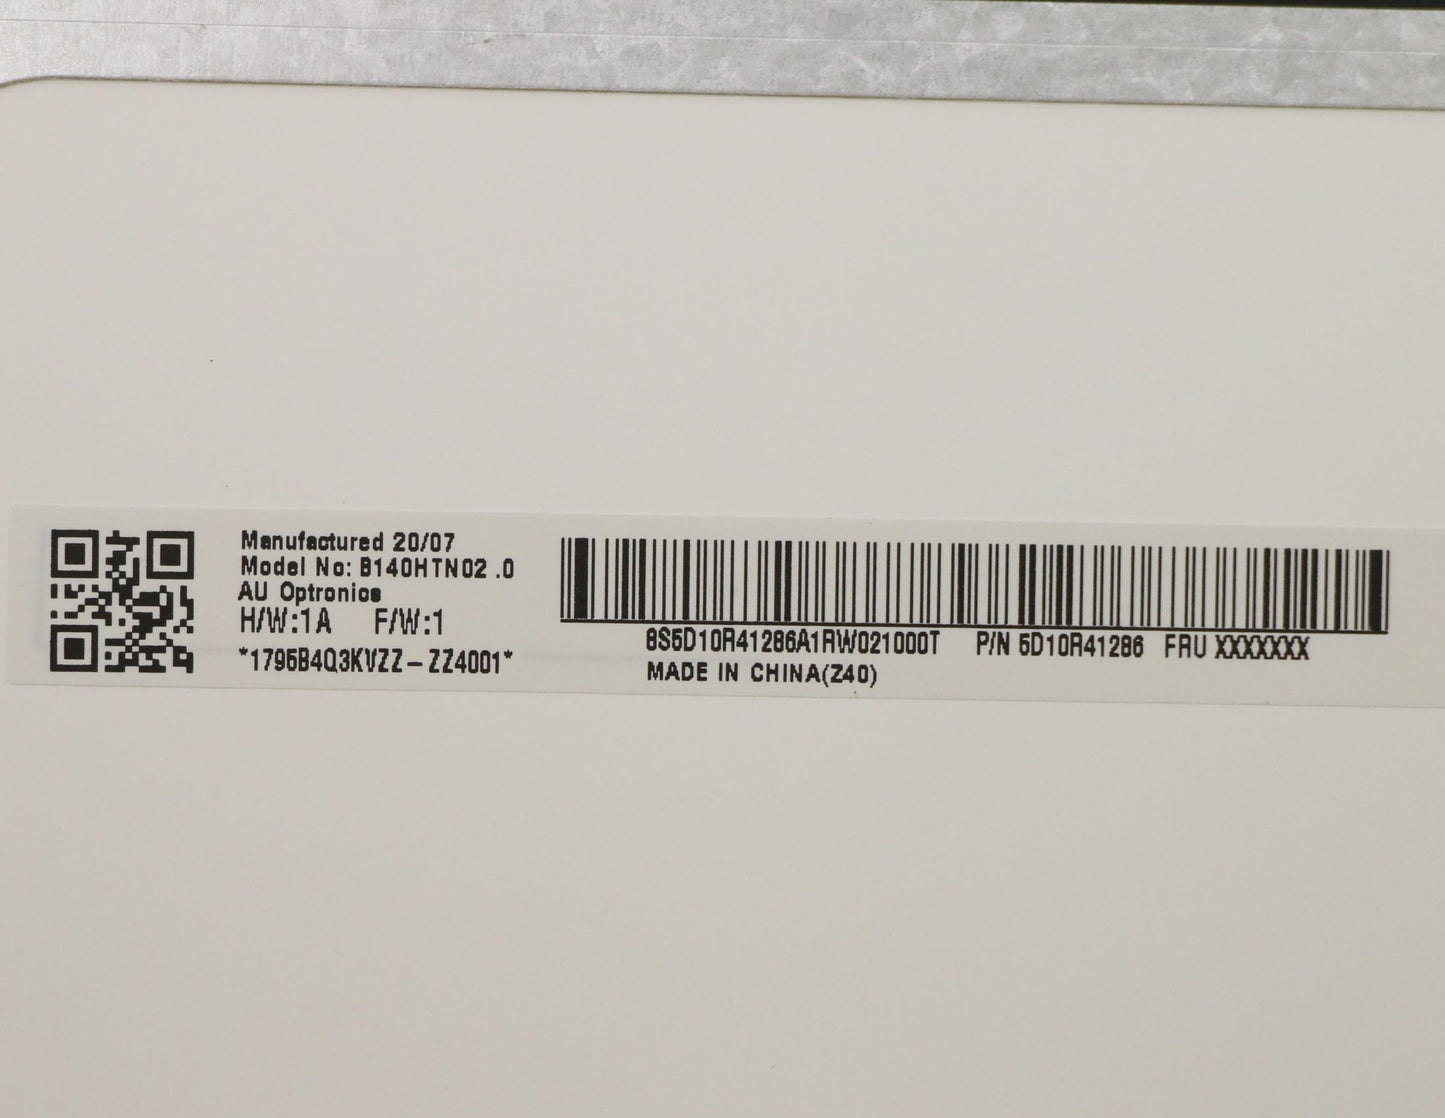 Manufactured 20/07
Model No: B140HTN02 .0
AU Optronics
H/W:1A F/W:1
*1795B4Q3KVZZ-ZZ4001*
8S5D10R41286A1RW021000T P/N 5D10R41286 FRU XXXXXXX
MADE IN CHINA(Z40)